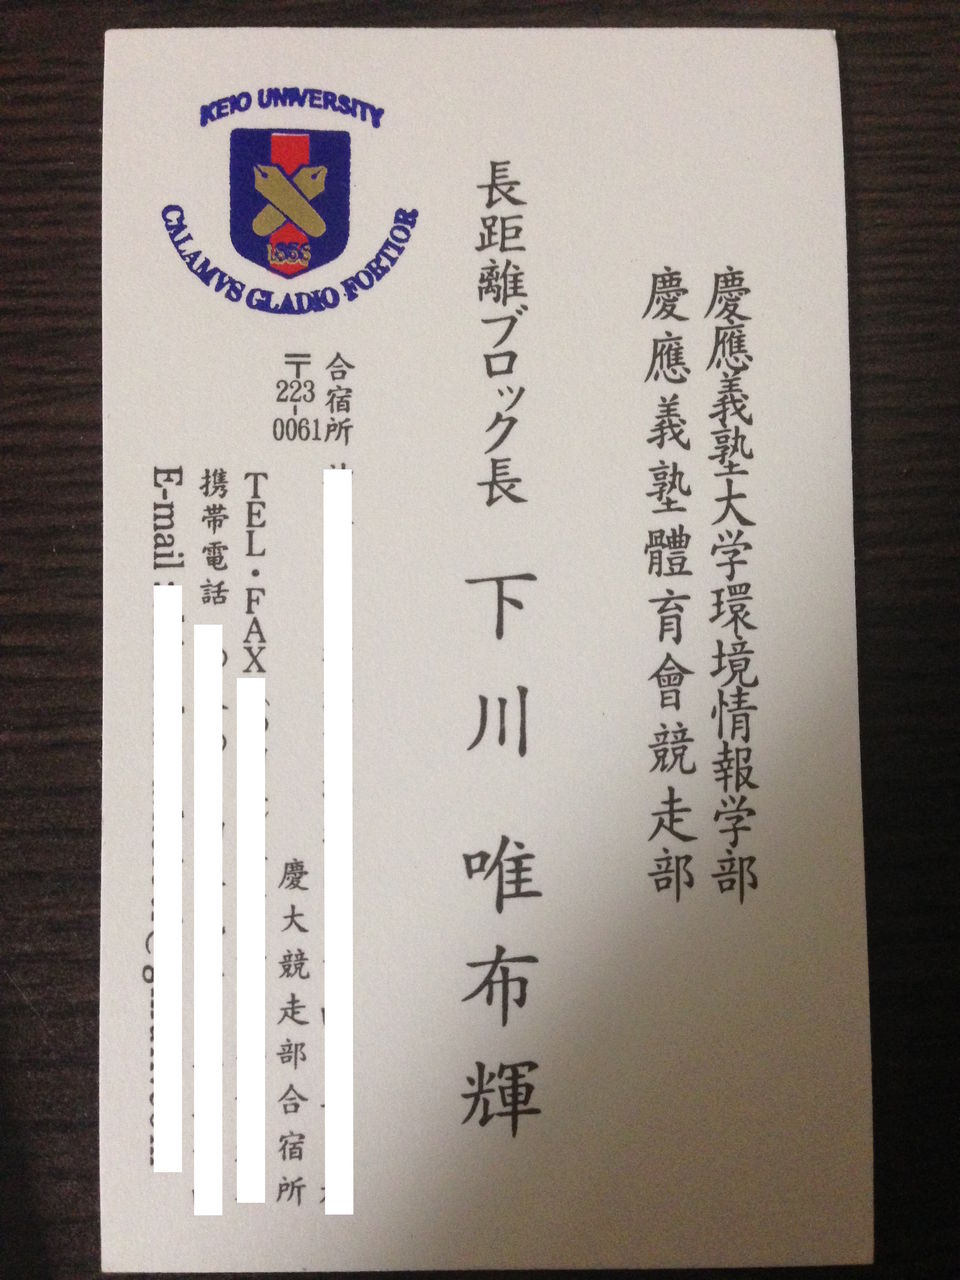 慶應義塾大学環境情報学部
慶應義塾體育會競走部
長距離ブロック長 下川 唯布輝
KEIO UNIVERSITY
1858
CALAMVS GLADIO FORTIOR
合宿所
〒223-0061
慶大競走部合宿所
TEL・FAX
携帯電話
E-mail: